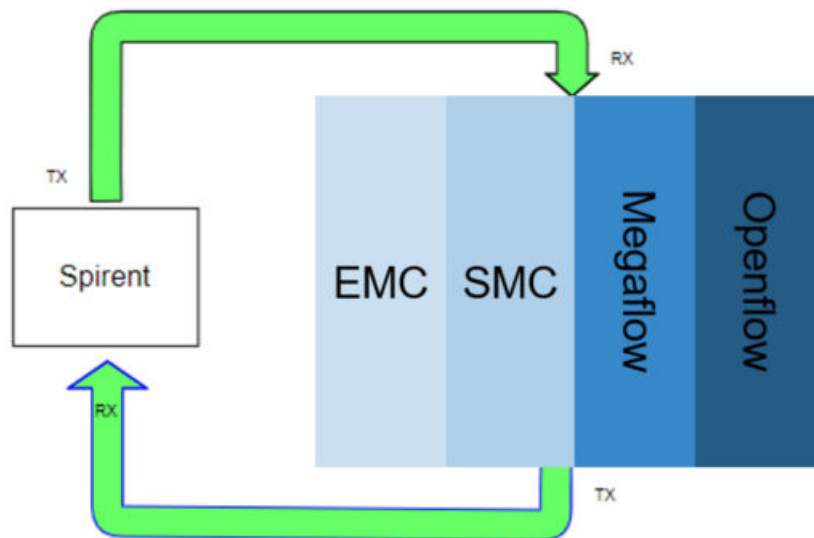 RX
TX
Spirent
EMC
SMC
Megaflow
Openflow
RX
TX